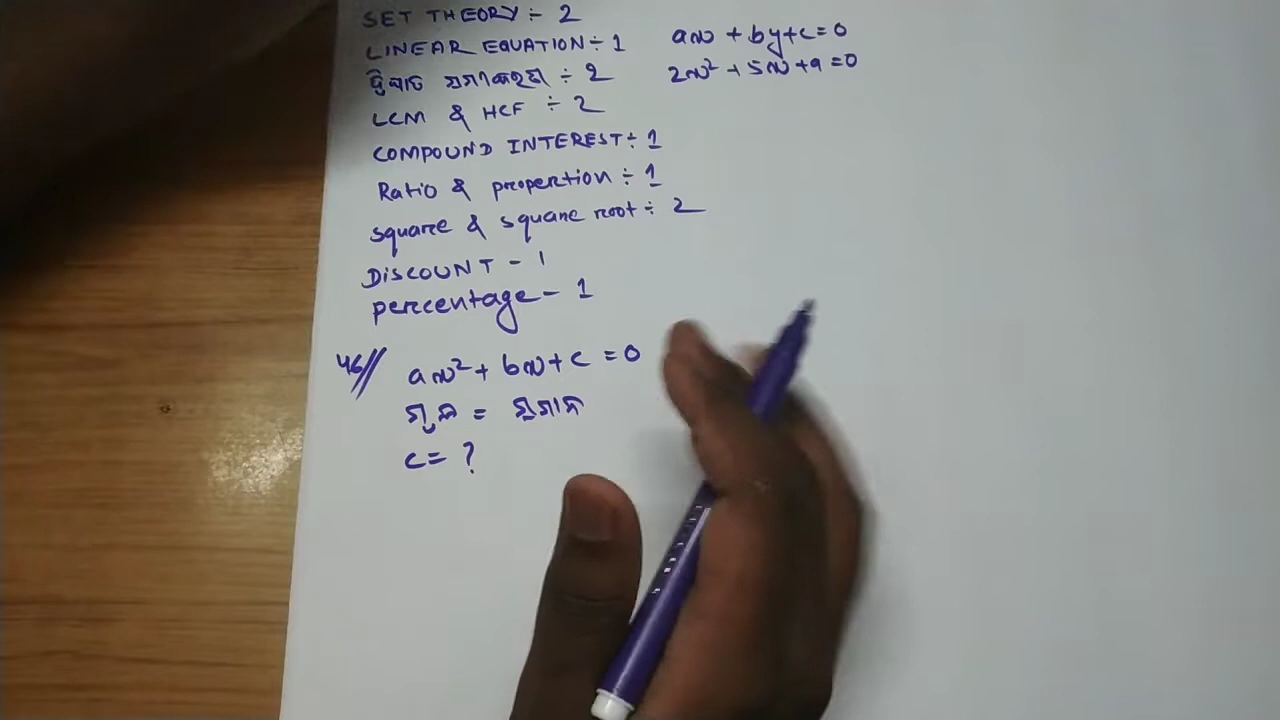 SET THEORY ÷ 2
LINEAR EQUATION ÷ 1 ax + by + c = 0
ଦ୍ୱିଘାତ ସମୀକରଣ ÷ 2 2x² + 5x + 9 = 0
LCM & HCF ÷ 2
COMPOUND INTEREST ÷ 1
Ratio & propertion ÷ 1
square & square root ÷ 2
DISCOUNT - 1
percentage - 1
46// ax² + bx + c = 0
ମୂଳ = ସମାନ
c = ?